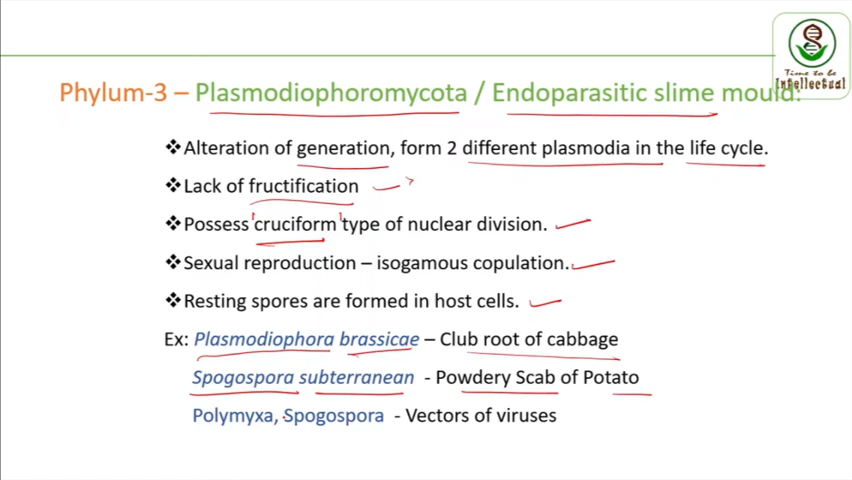 Time to be
Intellectual
Phylum-3 – Plasmodiophoromycota / Endoparasitic slime mould:
❖Alteration of generation, form 2 different plasmodia in the life cycle.
❖Lack of fructification
❖Possess 'cruciform' type of nuclear division.
❖Sexual reproduction – isogamous copulation.
❖Resting spores are formed in host cells.
Ex: Plasmodiophora brassicae – Club root of cabbage
Spogospora subterranean - Powdery Scab of Potato
Polymyxa, Spogospora - Vectors of viruses